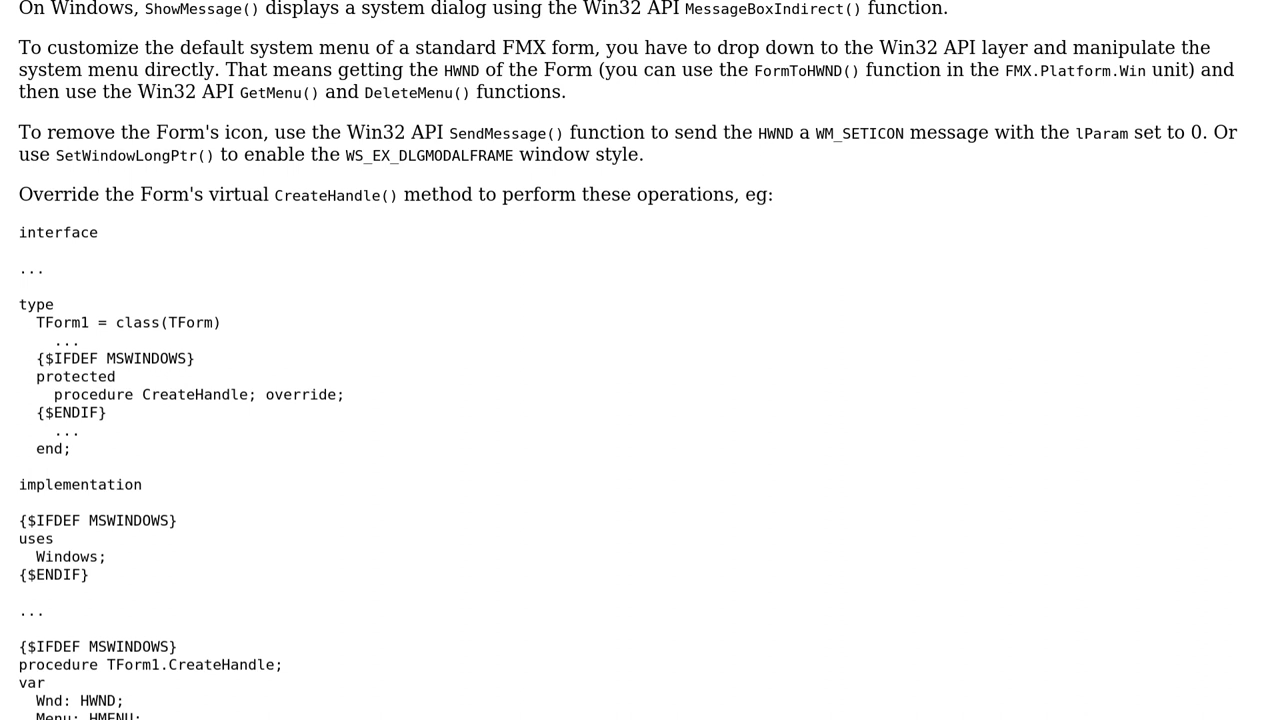 On Windows, ShowMessage() displays a system dialog using the Win32 API MessageBoxIndirect() function.
To customize the default system menu of a standard FMX form, you have to drop down to the Win32 API layer and manipulate the
system menu directly. That means getting the HWND of the Form (you can use the FormToHWND() function in the FMX.Platform.Win unit) and
then use the Win32 API GetMenu() and DeleteMenu() functions.
To remove the Form's icon, use the Win32 API SendMessage() function to send the HWND a WM_SETICON message with the lParam set to 0. Or
use SetWindowLongPtr() to enable the WS_EX_DLGMODALFRAME window style.
Override the Form's virtual CreateHandle() method to perform these operations, eg:
interface
...
type
TForm1 = class(TForm)
...
{$IFDEF MSWINDOWS}
protected
procedure CreateHandle; override;
{$ENDIF}
...
end;
implementation
{$IFDEF MSWINDOWS}
uses
Windows;
{$ENDIF}
...
{$IFDEF MSWINDOWS}
procedure TForm1.CreateHandle;
var
Wnd: HWND;
Menu: HMENU;